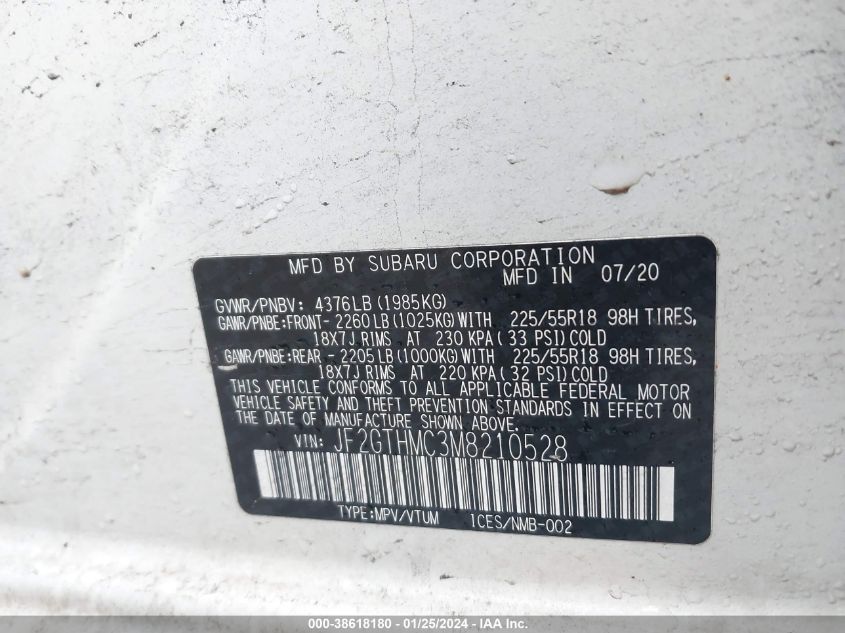 MFD BY SUBARU CORPORATION
MFD IN 07/20
GVWR/PNBV: 4376LB(1985KG)
GAWR/PNBE:FRONT- 2260LB(1025KG)WITH 225/55R18 98H TIRES,
18X7J RIMS AT 230 KPA(33 PSI)COLD
GAWR/PNBE:REAR - 2205LB(1000KG)WITH 225/55R18 98H TIRES,
18X7J RIMS AT 220 KPA(32 PSI)COLD
THIS VEHICLE CONFORMS TO ALL APPLICABLE FEDERAL MOTOR
VEHICLE SAFETY AND THEFT PREVENTION STANDARDS IN EFFECT ON
THE DATE OF MANUFACTURE SHOWN ABOVE.
VIN: JF2GTHMC3M8210528
TYPE:MPV/VTUM ICES/NMB-002
000-38618180 - 01/25/2024 - IAA Inc.